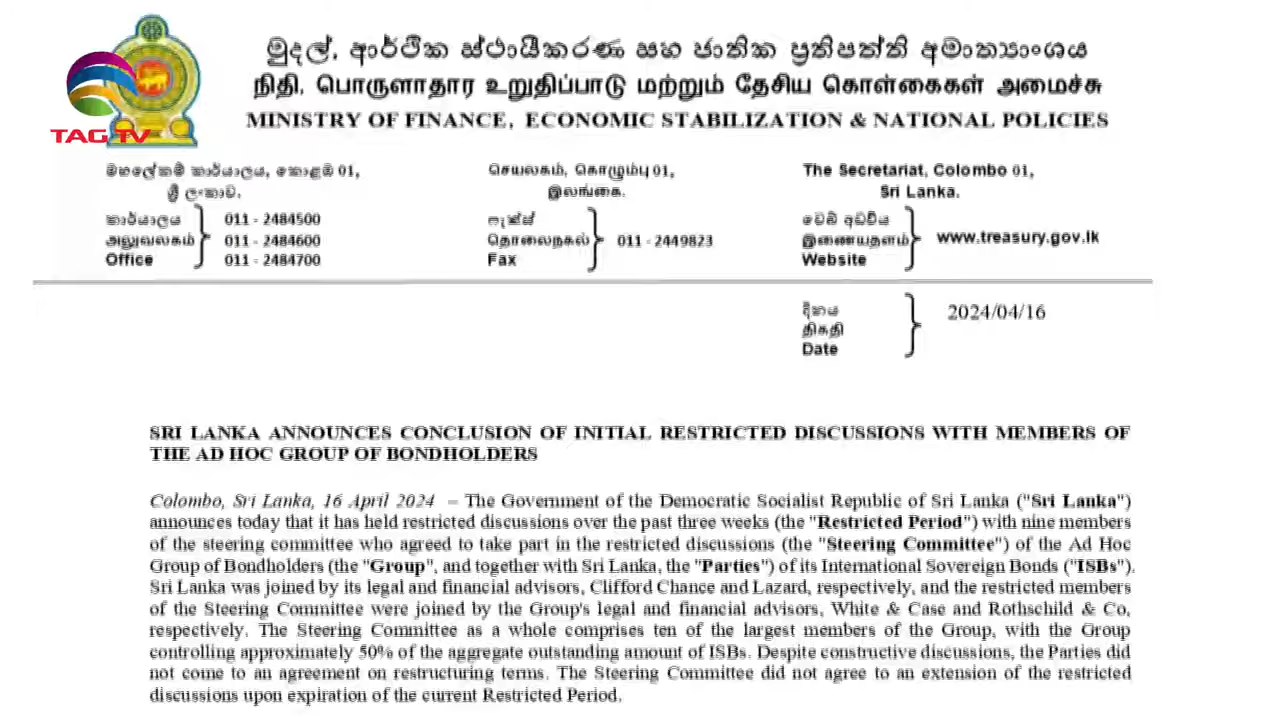 මුදල්, ආර්ථික ස්ථායීකරණ සහ ජාතික ප්‍රතිපත්ති අමාත්‍යාංශය
நிதி, பொருளாதார உறுதிப்பாடு மற்றும் தேசிய கொள்கைகள் அமைச்சு
MINISTRY OF FINANCE, ECONOMIC STABILIZATION & NATIONAL POLICIES
TAG TV
මහලේකම් කාර්යාලය, කොළඹ 01,
ශ්‍රී ලංකාව.
செயலகம், கொழும்பு 01,
இலங்கை.
The Secretariat, Colombo 01,
Sri Lanka.
කාර්යාලය
அலுவலகம்
Office
011 - 2484500
011 - 2484600
011 - 2484700
ෆැක්ස්
தொலைநகல்
Fax
011 - 2449823
වෙබ් අඩවිය
இணையதளம்
Website
www.treasury.gov.lk
දිනය
திகதி
Date
2024/04/16
SRI LANKA ANNOUNCES CONCLUSION OF INITIAL RESTRICTED DISCUSSIONS WITH MEMBERS OF
THE AD HOC GROUP OF BONDHOLDERS
Colombo, Sri Lanka, 16 April 2024 – The Government of the Democratic Socialist Republic of Sri Lanka ("Sri Lanka")
announces today that it has held restricted discussions over the past three weeks (the "Restricted Period") with nine members
of the steering committee who agreed to take part in the restricted discussions (the "Steering Committee") of the Ad Hoc
Group of Bondholders (the "Group", and together with Sri Lanka, the "Parties") of its International Sovereign Bonds ("ISBs").
Sri Lanka was joined by its legal and financial advisors, Clifford Chance and Lazard, respectively, and the restricted members
of the Steering Committee were joined by the Group's legal and financial advisors, White & Case and Rothschild & Co,
respectively. The Steering Committee as a whole comprises ten of the largest members of the Group, with the Group
controlling approximately 50% of the aggregate outstanding amount of ISBs. Despite constructive discussions, the Parties did
not come to an agreement on restructuring terms. The Steering Committee did not agree to an extension of the restricted
discussions upon expiration of the current Restricted Period.